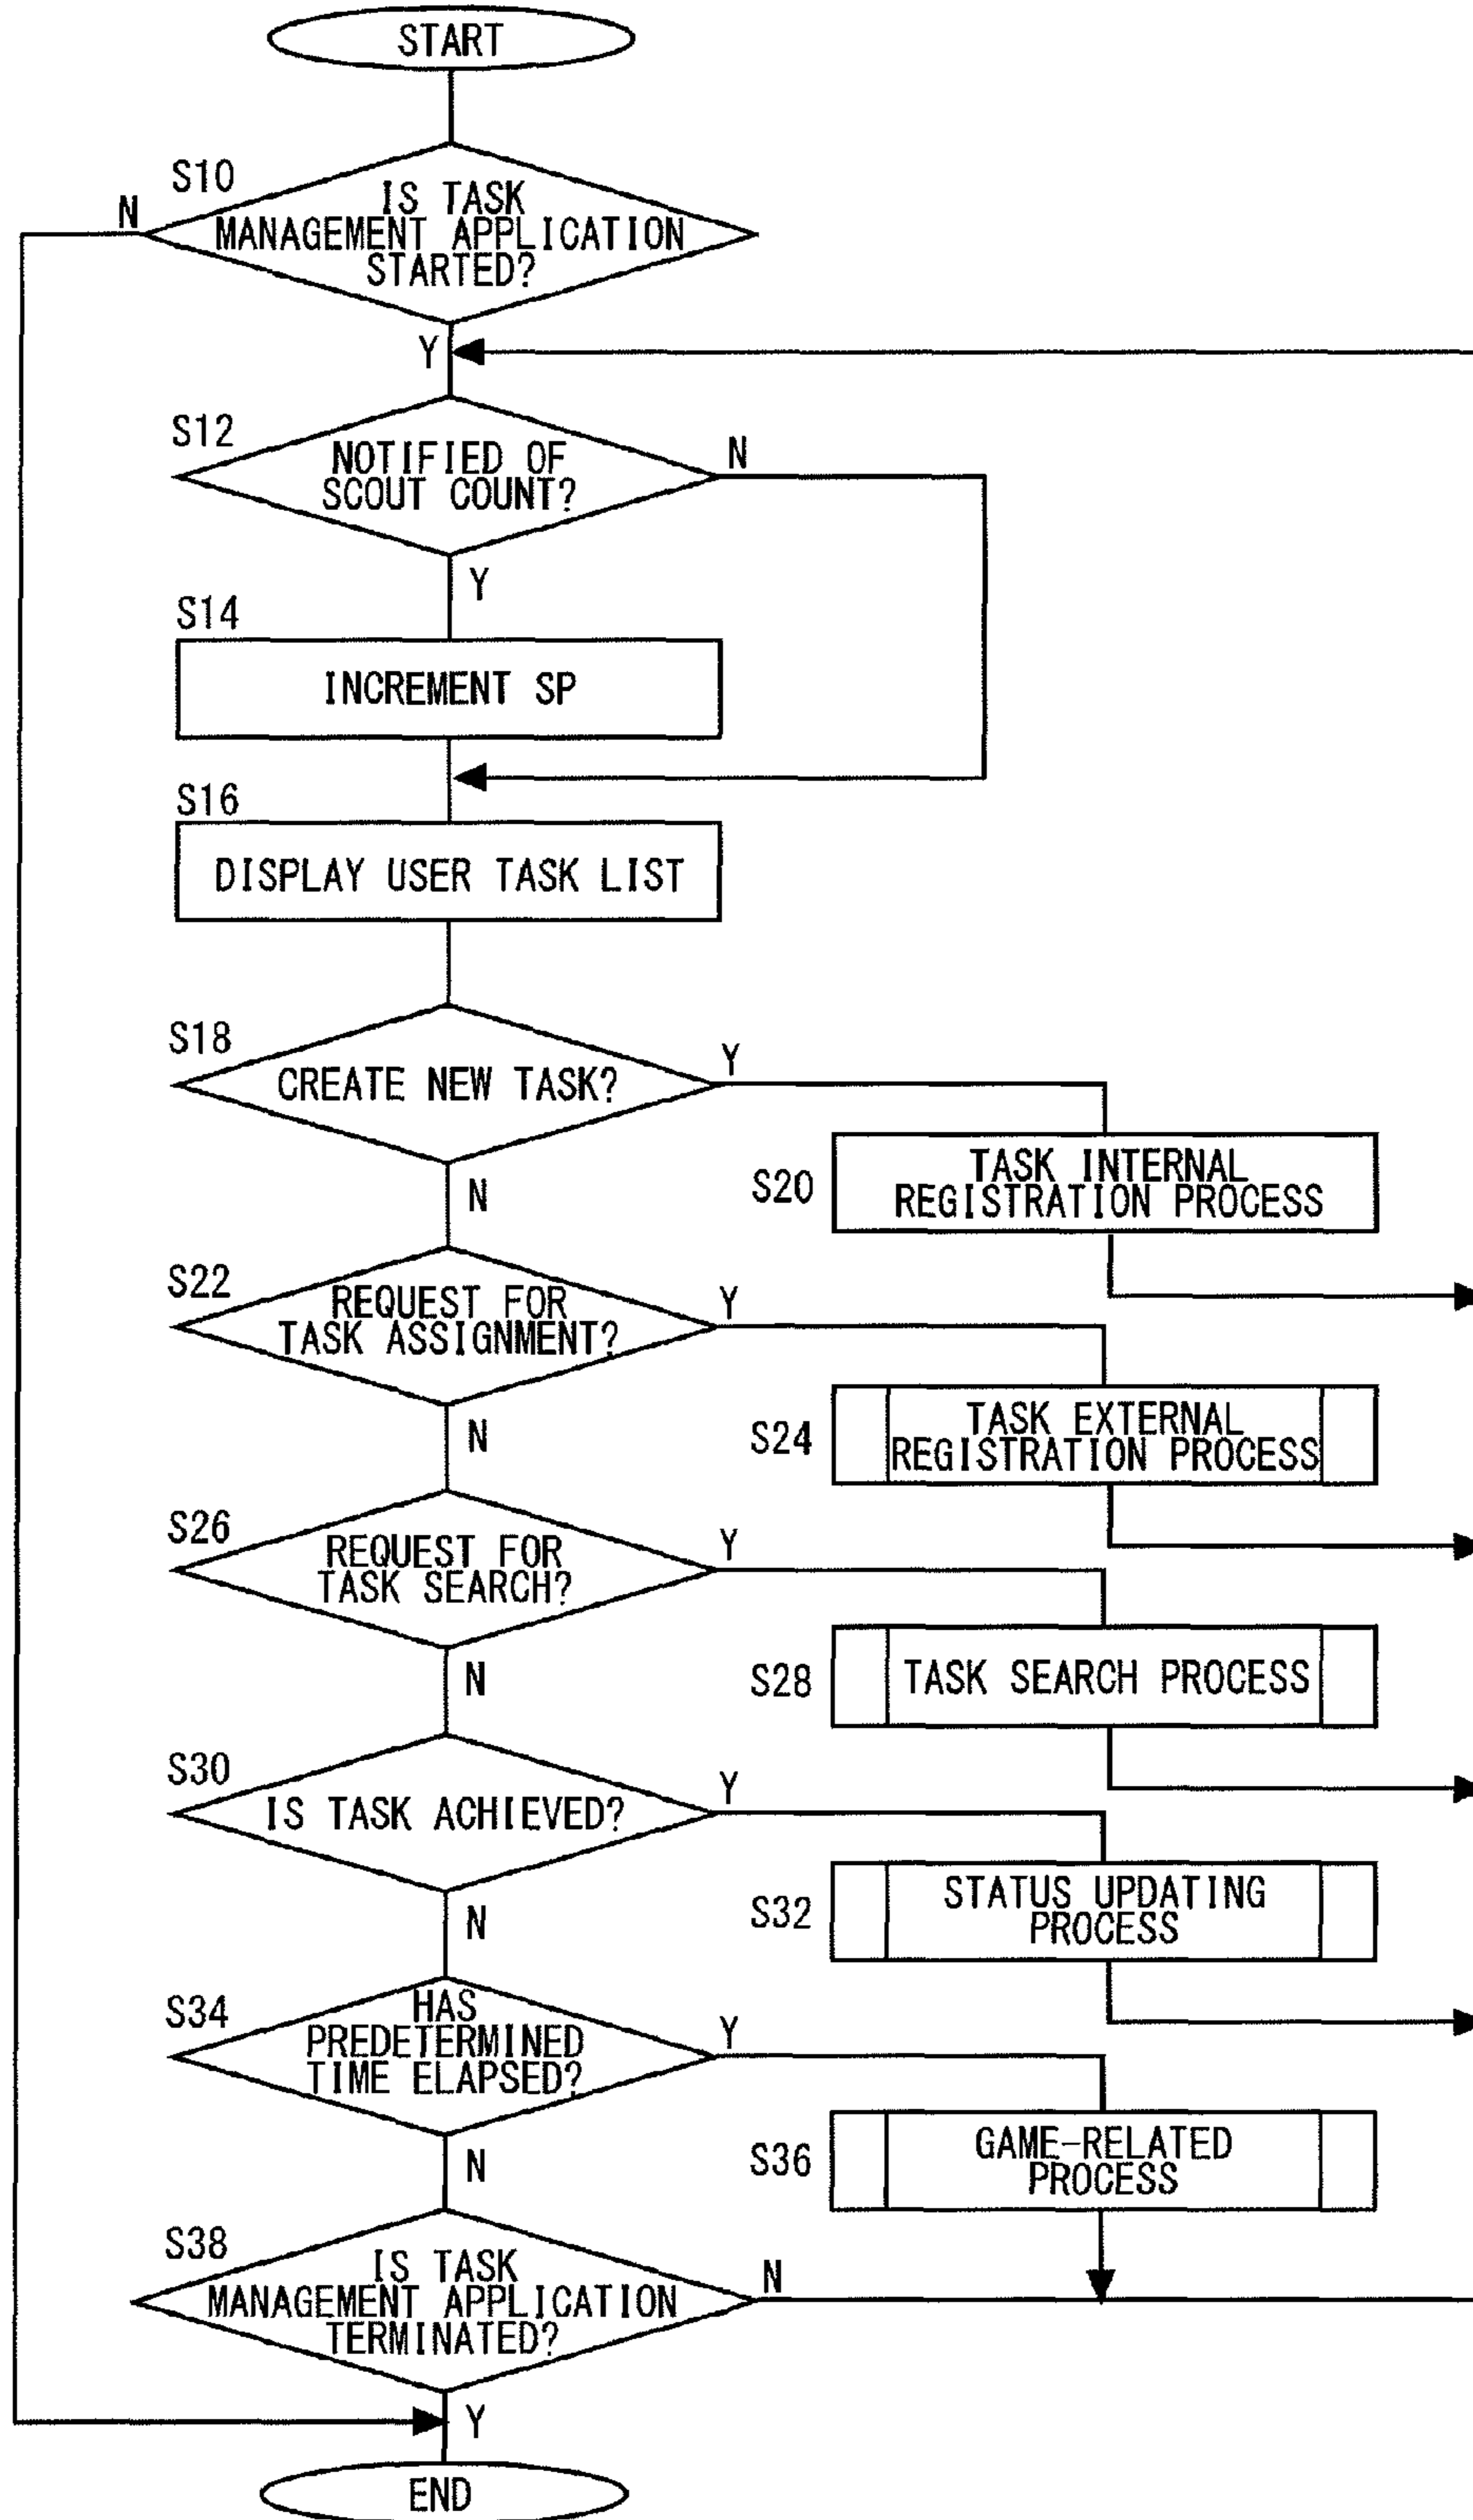 START
S10
N
IS TASK
MANAGEMENT APPLICATION
STARTED?
Y
S12
NOTIFIED OF
SCOUT COUNT?
N
Y
S14
INCREMENT SP
S16
DISPLAY USER TASK LIST
S18
CREATE NEW TASK?
Y
N
S20
TASK INTERNAL
REGISTRATION PROCESS
S22
REQUEST FOR
TASK ASSIGNMENT?
Y
N
S24
TASK EXTERNAL
REGISTRATION PROCESS
S26
REQUEST FOR
TASK SEARCH?
Y
N
S28
TASK SEARCH PROCESS
S30
IS TASK ACHIEVED?
Y
N
S32
STATUS UPDATING
PROCESS
S34
HAS
PREDETERMINED
TIME ELAPSED?
Y
N
S36
GAME-RELATED
PROCESS
S38
IS TASK
MANAGEMENT APPLICATION
TERMINATED?
N
Y
END